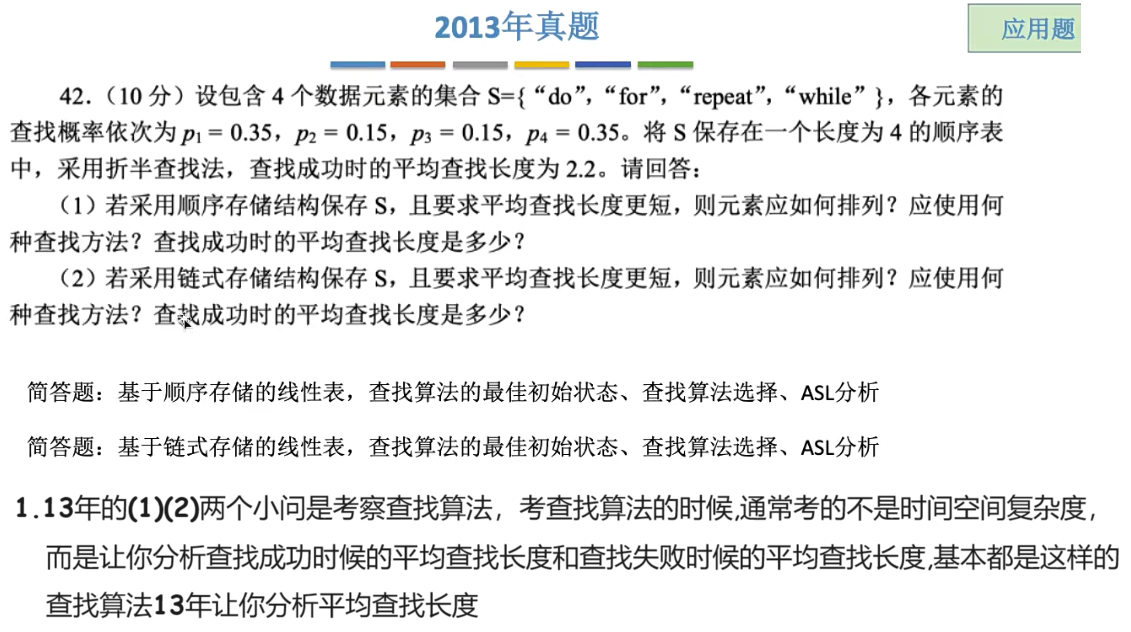 2013年真题
应用题
42.（10 分）设包含 4 个数据元素的集合 S={ “do”, “for”, “repeat”, “while” }，各元素的
查找概率依次为 p₁ = 0.35，p₂ = 0.15，p₃ = 0.15，p₄ = 0.35。将 S 保存在一个长度为 4 的顺序表
中，采用折半查找法，查找成功时的平均查找长度为 2.2。请回答：
（1）若采用顺序存储结构保存 S，且要求平均查找长度更短，则元素应如何排列？应使用何
种查找方法？查找成功时的平均查找长度是多少？
（2）若采用链式存储结构保存 S，且要求平均查找长度更短，则元素应如何排列？应使用何
种查找方法？查找成功时的平均查找长度是多少？
简答题：基于顺序存储的线性表，查找算法的最佳初始状态、查找算法选择、ASL分析
简答题：基于链式存储的线性表，查找算法的最佳初始状态、查找算法选择、ASL分析
1.13年的(1)(2)两个小问是考察查找算法，考查找算法的时候,通常考的不是时间空间复杂度，
而是让你分析查找成功时候的平均查找长度和查找失败时候的平均查找长度,基本都是这样的
查找算法13年让你分析平均查找长度